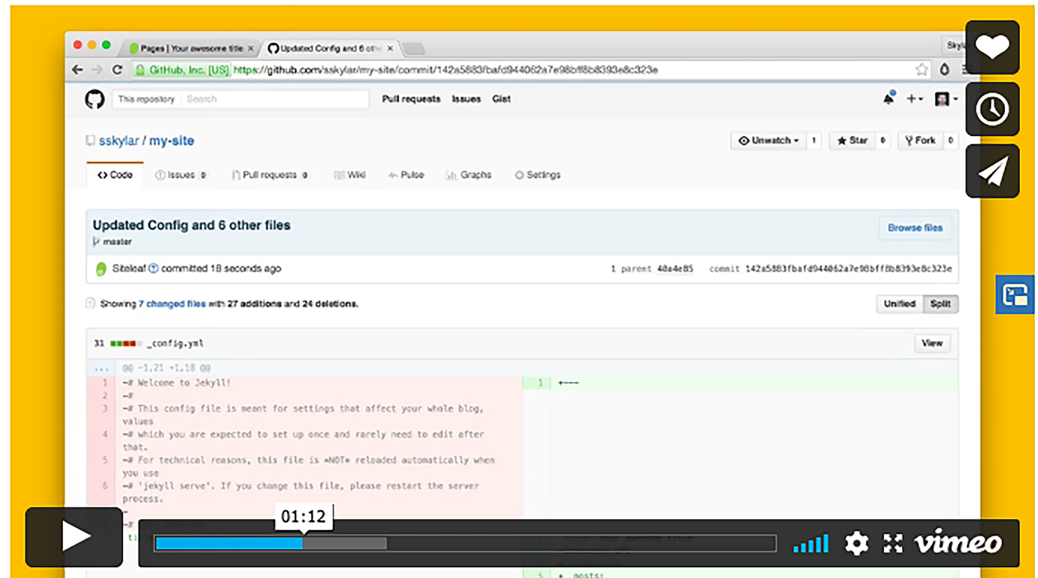 Pages | Your awesome title × Updated Config and 6 othe ×
GitHub, Inc. [US] https://github.com/sskylar/my-site/commit/142a5883fbafd944062a7e98bff8b8393e8c323e
This repository Search Pull requests Issues Gist
sskylar / my-site Unwatch 1 Star 0 Fork 0
Code Issues 0 Pull requests 0 Wiki Pulse Graphs Settings
Updated Config and 6 other files Browse files
master
Siteleaf committed 18 seconds ago 1 parent 40a4e85 commit 142a5883fbafd944062a7e98bff8b8393e8c323e
Showing 7 changed files with 27 additions and 24 deletions. Unified Split
31 _config.yml View
... @@ -1,21 +1,18 @@
1 -# Welcome to Jekyll! 1 +---
2 -#
3 -# This config file is meant for settings that affect your whole blog,
values
4 -# which you are expected to set up once and rarely need to edit after
that.
5 -# For technical reasons, this file is *NOT* reloaded automatically when
you use
6 -# 'jekyll serve'. If you change this file, please restart the server
process.
01:12
vimeo
5 + posts: